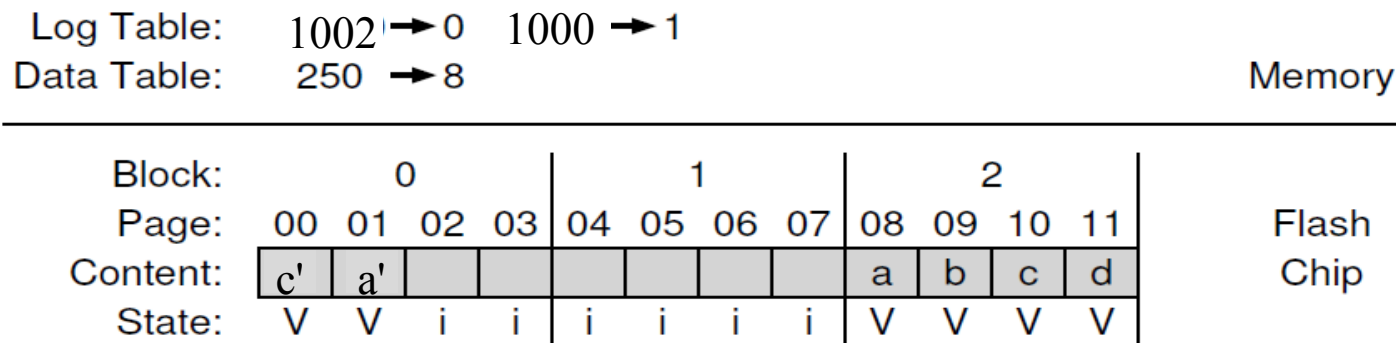 Log Table: 1002 → 0 1000 → 1
Data Table: 250 → 8 Memory
Block: 0 1 2
Page: 00 01 02 03 04 05 06 07 08 09 10 11 Flash
Content: c' a' a b c d Chip
State: V V i i i i i i V V V V